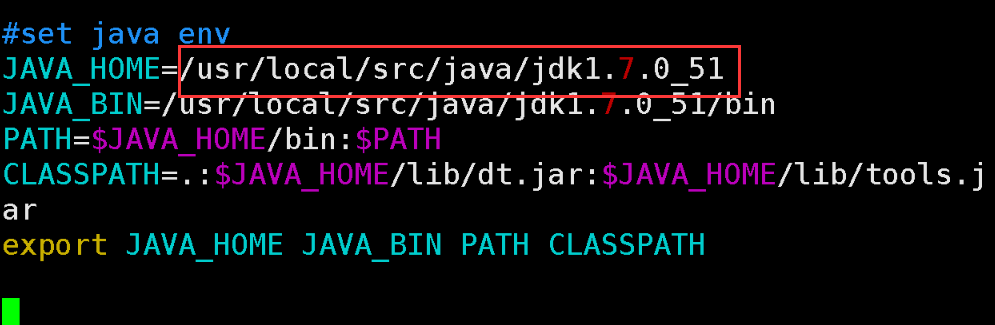 #set java env
JAVA_HOME=/usr/local/src/java/jdk1.7.0_51
JAVA_BIN=/usr/local/src/java/jdk1.7.0_51/bin
PATH=$JAVA_HOME/bin:$PATH
CLASSPATH=.:$JAVA_HOME/lib/dt.jar:$JAVA_HOME/lib/tools.j
ar
export JAVA_HOME JAVA_BIN PATH CLASSPATH